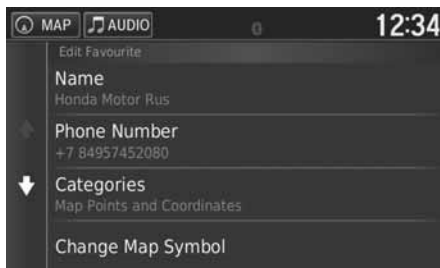 MAP AUDIO 0 12:34
Edit Favourite
Name
Honda Motor Rus
Phone Number
+7 84957452080
Categories
Map Points and Coordinates
Change Map Symbol